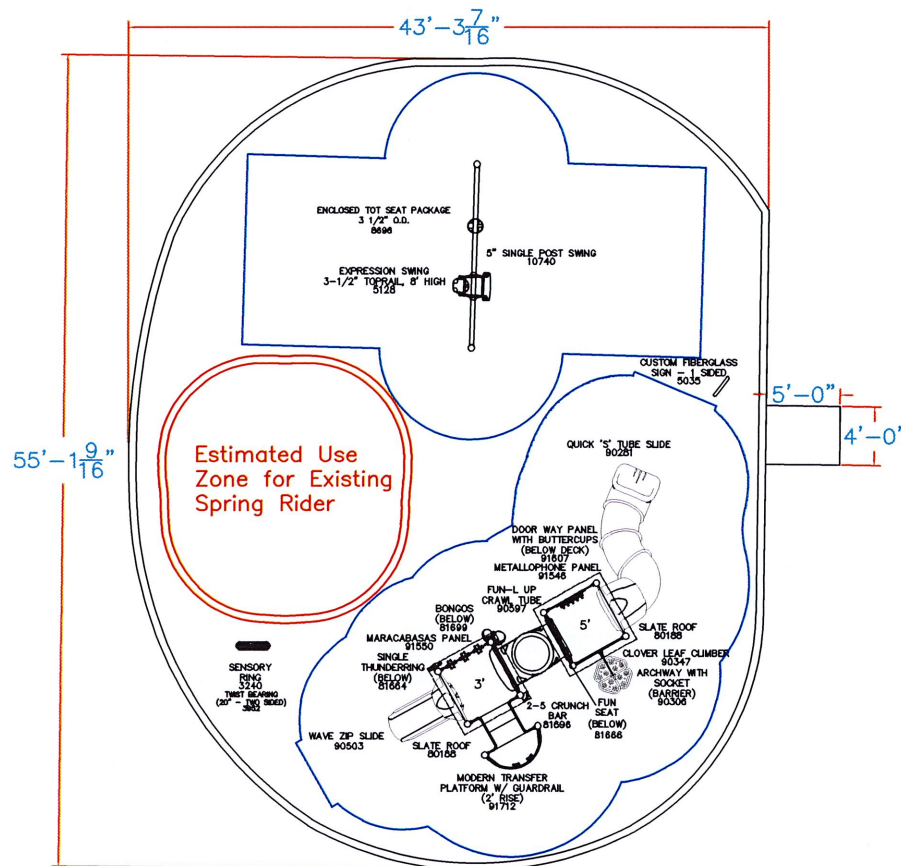 43'-3 7/16"
ENCLOSED TOT SEAT PACKAGE
3 1/2" O.D.
8696
5" SINGLE POST SWING
10740
EXPRESSION SWING
3-1/2" TOPRAIL, 8' HIGH
5128
CUSTOM FIBERGLASS
SIGN - 1 SIDED
5035
5'-0"
4'-0"
55'-1 9/16"
Estimated Use
Zone for Existing
Spring Rider
QUICK 'S' TUBE SLIDE
90281
DOOR WAY PANEL
WITH BUTTERCUPS
(BELOW DECK)
91607
METALLOPHONE PANEL
91546
FUN-L UP
CRAWL TUBE
90597
BONGOS
(BELOW)
81699
MARACABASAS PANEL
91550
SINGLE
THUNDERRING
(BELOW)
81664
5'
3'
SLATE ROOF
80188
CLOVER LEAF CLIMBER
90347
ARCHWAY WITH
SOCKET
(BARRIER)
90306
SENSORY
RING
3240
TWIST BEARING
(20" - TWO SIDED)
3952
2-5 CRUNCH
BAR
81696
FUN
SEAT
(BELOW)
81666
WAVE ZIP SLIDE
90503
SLATE ROOF
80188
MODERN TRANSFER
PLATFORM W/ GUARDRAIL
(2' RISE)
91712